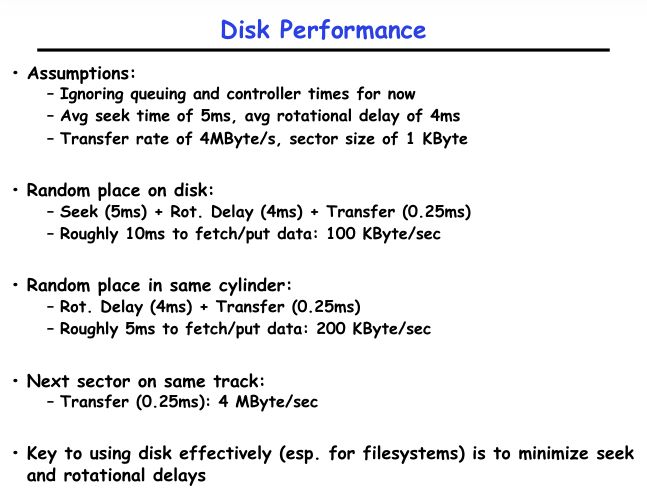 Disk Performance
• Assumptions:
– Ignoring queuing and controller times for now
– Avg seek time of 5ms, avg rotational delay of 4ms
– Transfer rate of 4MByte/s, sector size of 1 KByte
• Random place on disk:
– Seek (5ms) + Rot. Delay (4ms) + Transfer (0.25ms)
– Roughly 10ms to fetch/put data: 100 KByte/sec
• Random place in same cylinder:
– Rot. Delay (4ms) + Transfer (0.25ms)
– Roughly 5ms to fetch/put data: 200 KByte/sec
• Next sector on same track:
– Transfer (0.25ms): 4 MByte/sec
• Key to using disk effectively (esp. for filesystems) is to minimize seek
and rotational delays